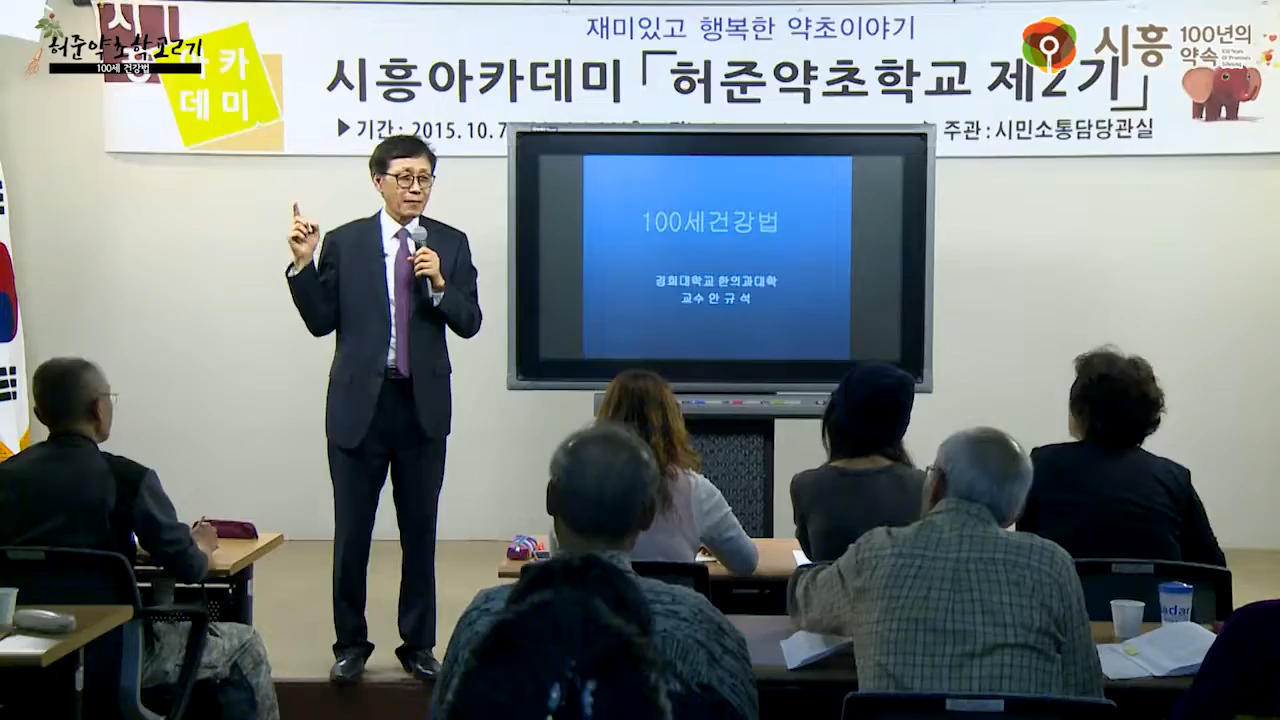 허준약초학교2기
100세 건강법
아카
데미
재미있고 행복한 약초이야기
시흥아카데미 「허준약초학교 제2기」
▶기간 : 2015.10.7
주관 : 시민소통담당관실
시흥
100년의
약속
100세건강법
경희대학교 한의과대학
교수 안 규 석